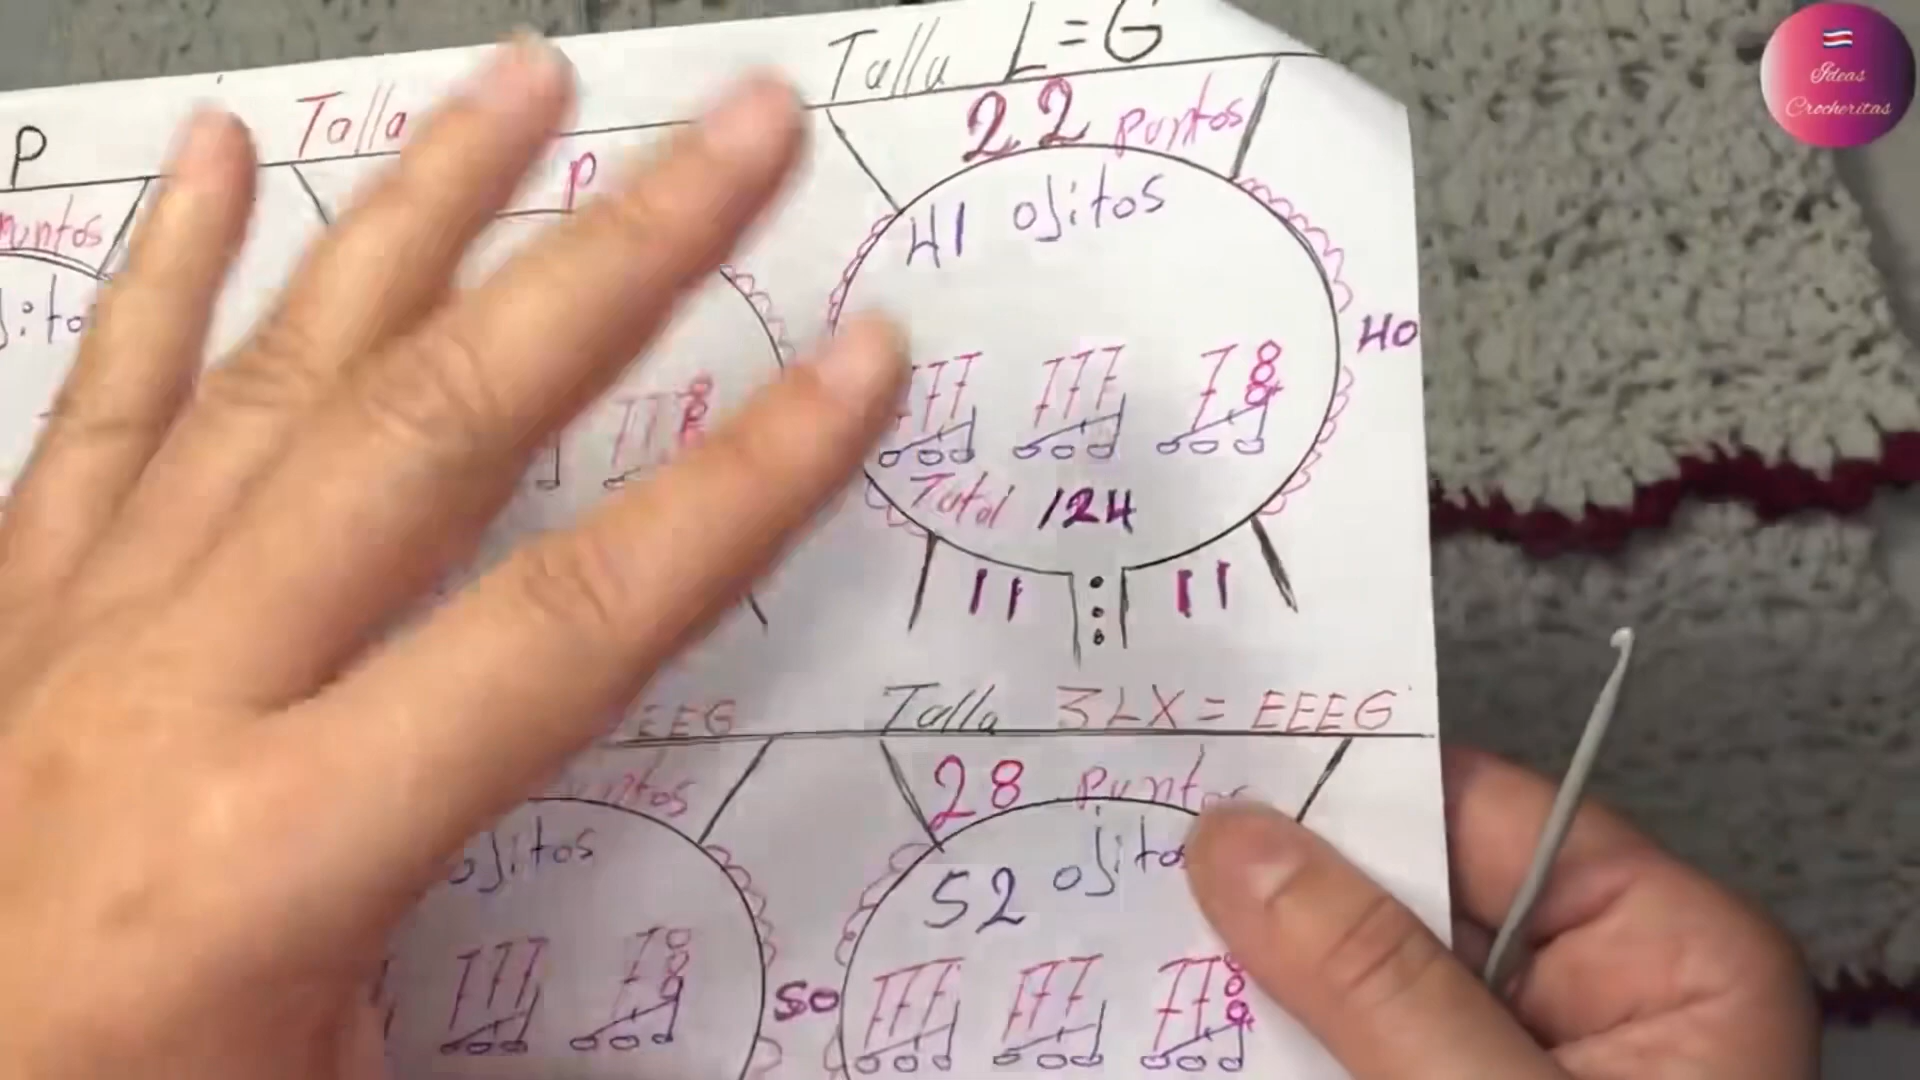 Talla L=G
P
Talla
22 puntos
puntos
P
41 ojitos
40
Total 124
11
11
EEEG
Talla 3LX = EEEG
28 puntos
ojitos
52 ojitos
50
Ideas
Crocheritas